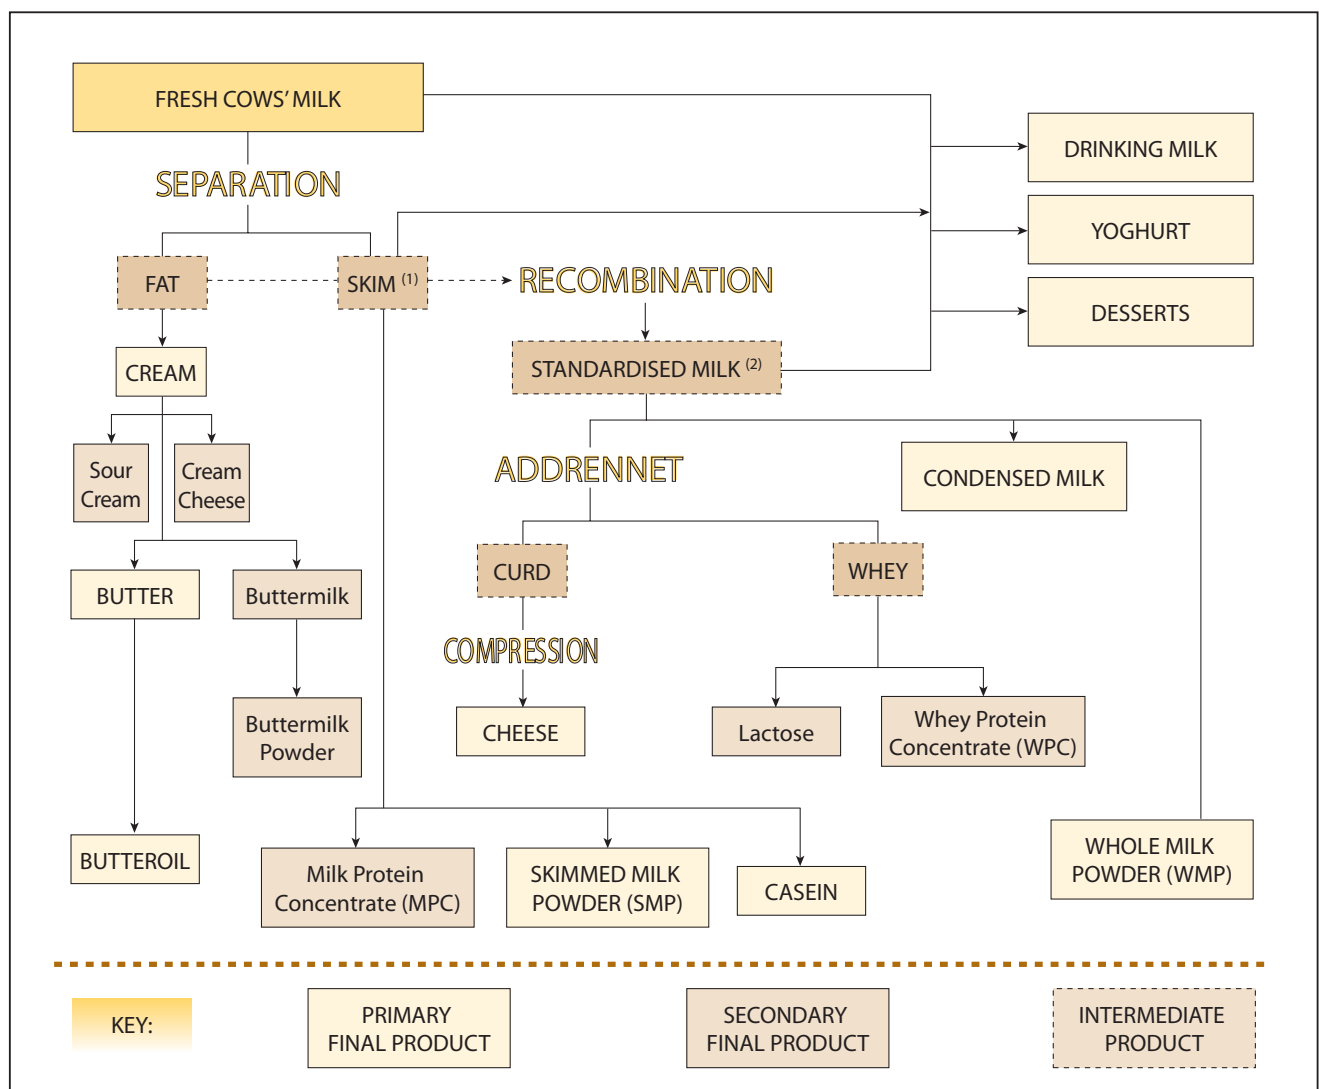 FRESH COWS' MILK
DRINKING MILK
SEPARATION
YOGHURT
FAT
SKIM (1)
RECOMBINATION
DESSERTS
CREAM
STANDARDISED MILK (2)
Sour
Cream
Cream
Cheese
ADDRENNET
CONDENSED MILK
BUTTER
Buttermilk
CURD
WHEY
COMPRESSION
Buttermilk
Powder
CHEESE
Lactose
Whey Protein
Concentrate (WPC)
BUTTEROIL
Milk Protein
Concentrate (MPC)
SKIMMED MILK
POWDER (SMP)
CASEIN
WHOLE MILK
POWDER (WMP)
KEY:
PRIMARY
FINAL PRODUCT
SECONDARY
FINAL PRODUCT
INTERMEDIATE
PRODUCT